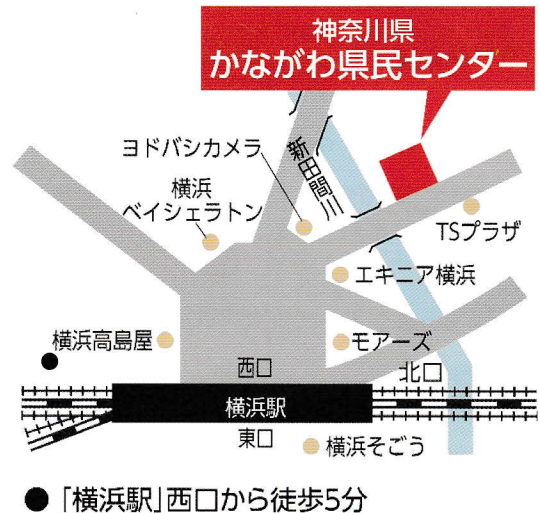 神奈川県
かながわ県民センター
ヨドバシカメラ
新田間川
横浜
ベイシェラトン
TSプラザ
エキニア横浜
横浜高島屋
モアーズ
西口
北口
横浜駅
東口
横浜そごう
●「横浜駅」西口から徒歩5分